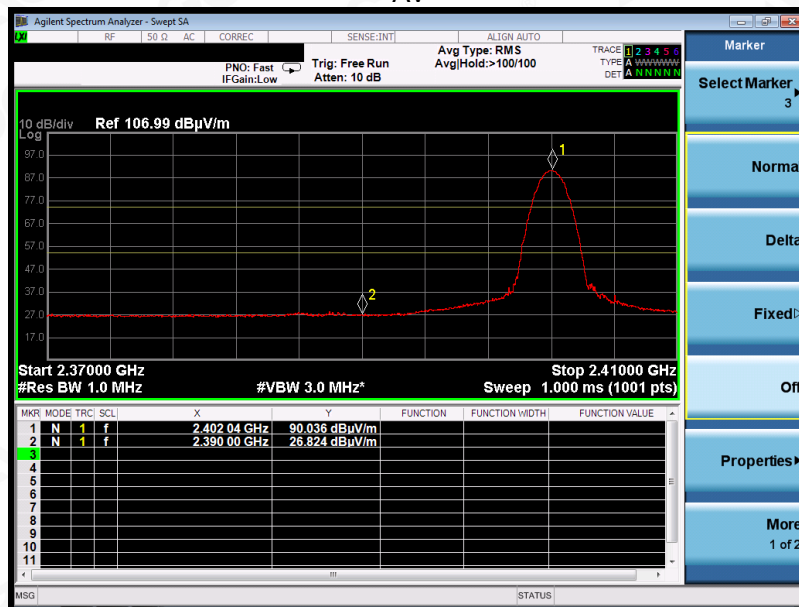 Agilent Spectrum Analyzer - Swept SA
LXI RF 50 Ω AC CORREC SENSE:INT ALIGN AUTO
PNO: Fast
IFGain:Low
Trig: Free Run
Atten: 10 dB
Avg Type: RMS
Avg|Hold:>100/100
TRACE 1 2 3 4 5 6
TYPE A WWWWW
DET A N N N N N
10 dB/div Ref 106.99 dBµV/m
Log
97.0
87.0
77.0
67.0
57.0
47.0
37.0
27.0
17.0
1
2
Start 2.37000 GHz Stop 2.41000 GHz
#Res BW 1.0 MHz #VBW 3.0 MHz* Sweep 1.000 ms (1001 pts)
MKR MODE TRC SCL X Y FUNCTION FUNCTION WIDTH FUNCTION VALUE
1 N 1 f 2.402 04 GHz 90.036 dBµV/m
2 N 1 f 2.390 00 GHz 26.824 dBµV/m
3
4
5
6
7
8
9
10
11
MSG STATUS
Marker
Select Marker
3
Norma
Delta
Fixed
Off
Properties
More
1 of 2